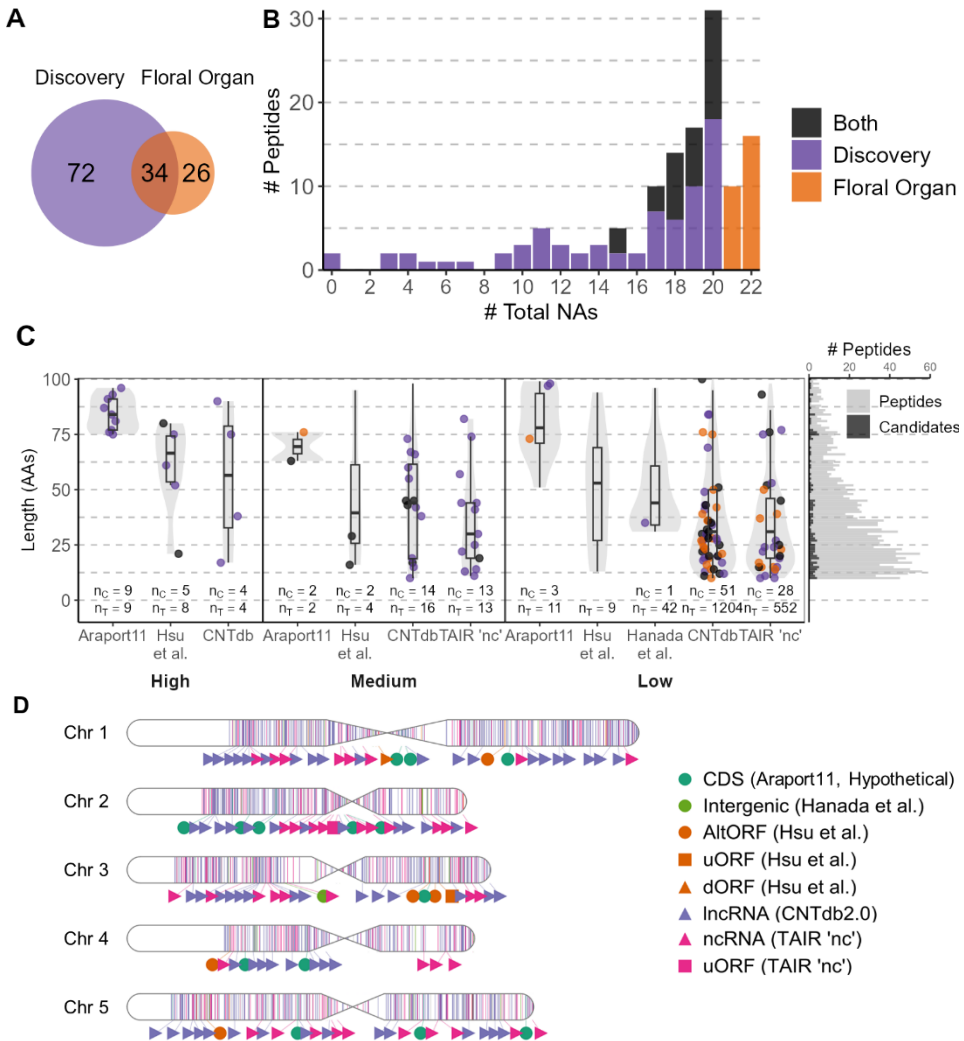 A
Discovery Floral Organ
72 34 26
B
# Peptides
30
20
10
0
0 2 4 6 8 10 12 14 16 18 20 22
# Total NAs
Both
Discovery
Floral Organ
C
# Peptides
0 20 40 60
Peptides
Candidates
Length (AAs)
100
75
50
25
0
nC = 9 nC = 5 nC = 4 nC = 2 nC = 2 nC = 14 nC = 13 nC = 3 nC = 1 nC = 51 nC = 28
nT = 9 nT = 8 nT = 4 nT = 2 nT = 4 nT = 16 nT = 13 nT = 11 nT = 9 nT = 42 nT = 1204 nT = 552
Araport11 Hsu CNTdb Araport11 Hsu CNTdb TAIR 'nc' Araport11 Hsu Hanada CNTdb TAIR 'nc'
et al. et al. et al. et al.
High Medium Low
D
Chr 1
Chr 2
Chr 3
Chr 4
Chr 5
CDS (Araport11, Hypothetical)
Intergenic (Hanada et al.)
AltORF (Hsu et al.)
uORF (Hsu et al.)
dORF (Hsu et al.)
lncRNA (CNTdb2.0)
ncRNA (TAIR 'nc')
uORF (TAIR 'nc')